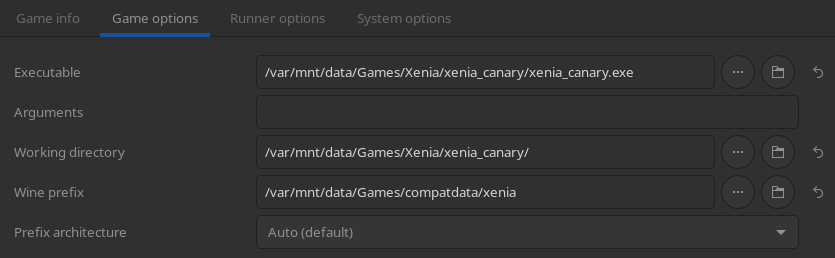 Game info Game options Runner options System options
Executable /var/mnt/data/Games/Xenia/xenia_canary/xenia_canary.exe
Arguments
Working directory /var/mnt/data/Games/Xenia/xenia_canary/
Wine prefix /var/mnt/data/Games/compatdata/xenia
Prefix architecture Auto (default)